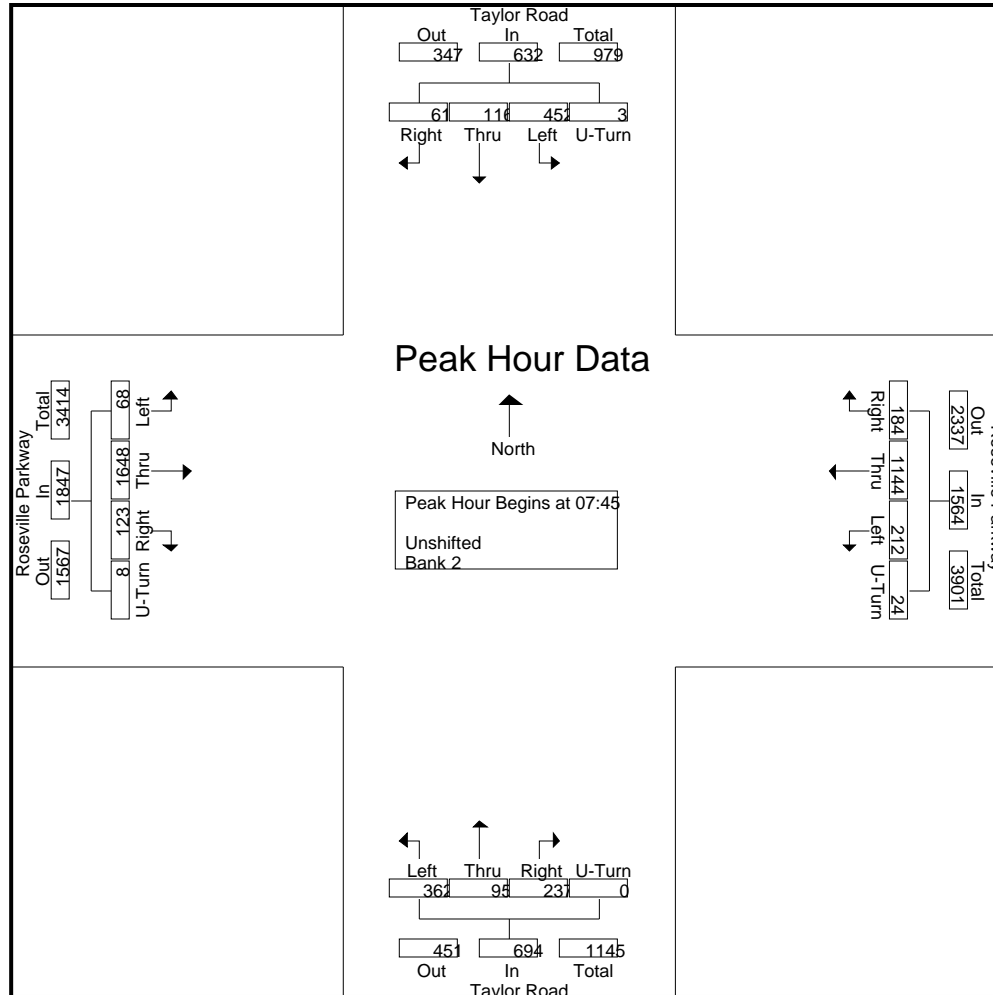 Taylor Road
Out In Total
347 632 979
61 116 452 3
Right Thru Left U-Turn
Peak Hour Data
North
Peak Hour Begins at 07:45
Unshifted
Bank 2
Roseville Parkway
Total In Out
3414 1847 1567
68 1648 123 8
Left Thru Right U-Turn
Right Thru Left U-Turn
184 1144 212 24
2337 1564 3901
Out In Total
Left Thru Right U-Turn
362 95 237 0
451 694 1145
Out In Total
Taylor Road